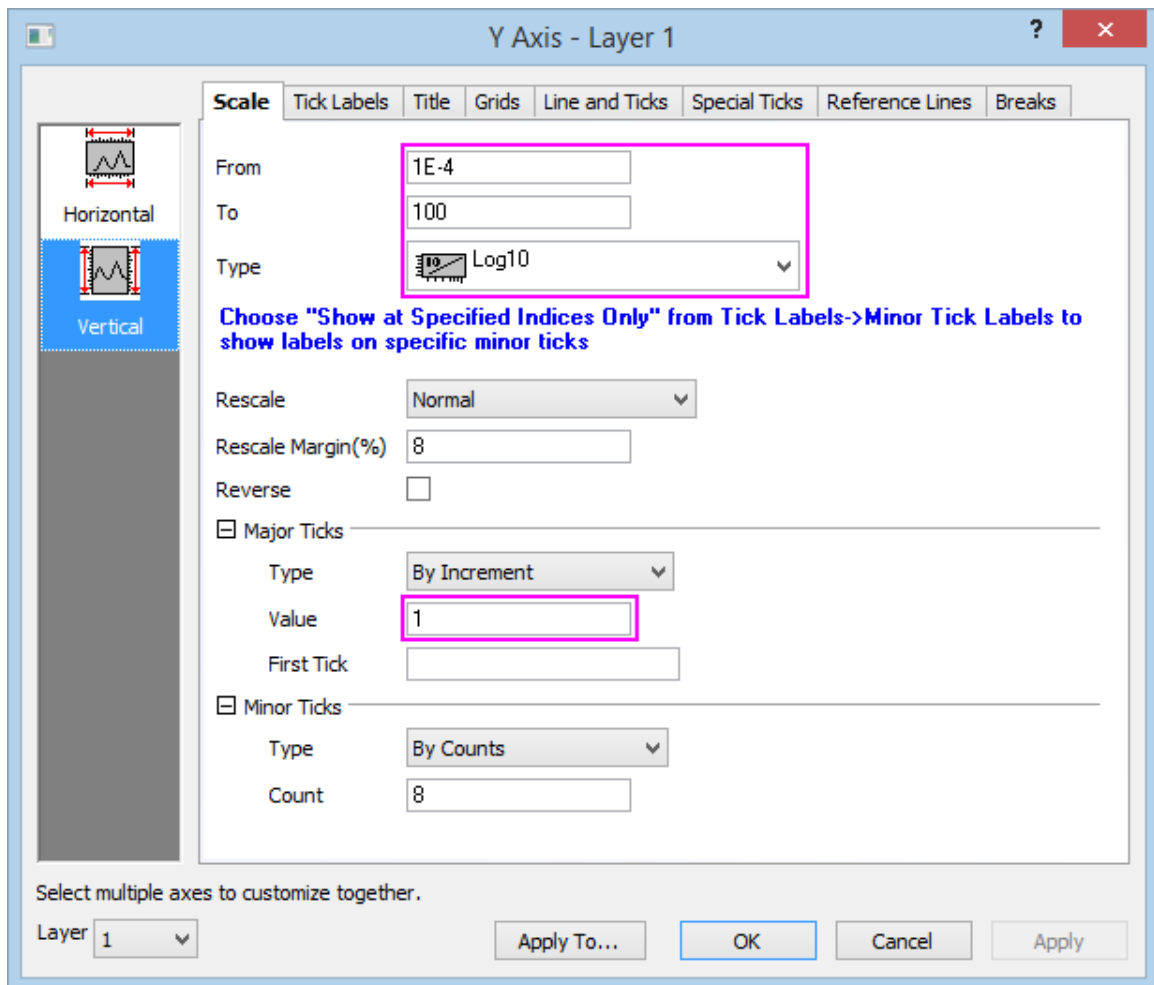 Y Axis - Layer 1
?
Scale Tick Labels Title Grids Line and Ticks Special Ticks Reference Lines Breaks
Horizontal
Vertical
From 1E-4
To 100
Type Log10
Choose "Show at Specified Indices Only" from Tick Labels->Minor Tick Labels to
show labels on specific minor ticks
Rescale Normal
Rescale Margin(%) 8
Reverse
Major Ticks
Type By Increment
Value 1
First Tick
Minor Ticks
Type By Counts
Count 8
Select multiple axes to customize together.
Layer 1 Apply To... OK Cancel Apply